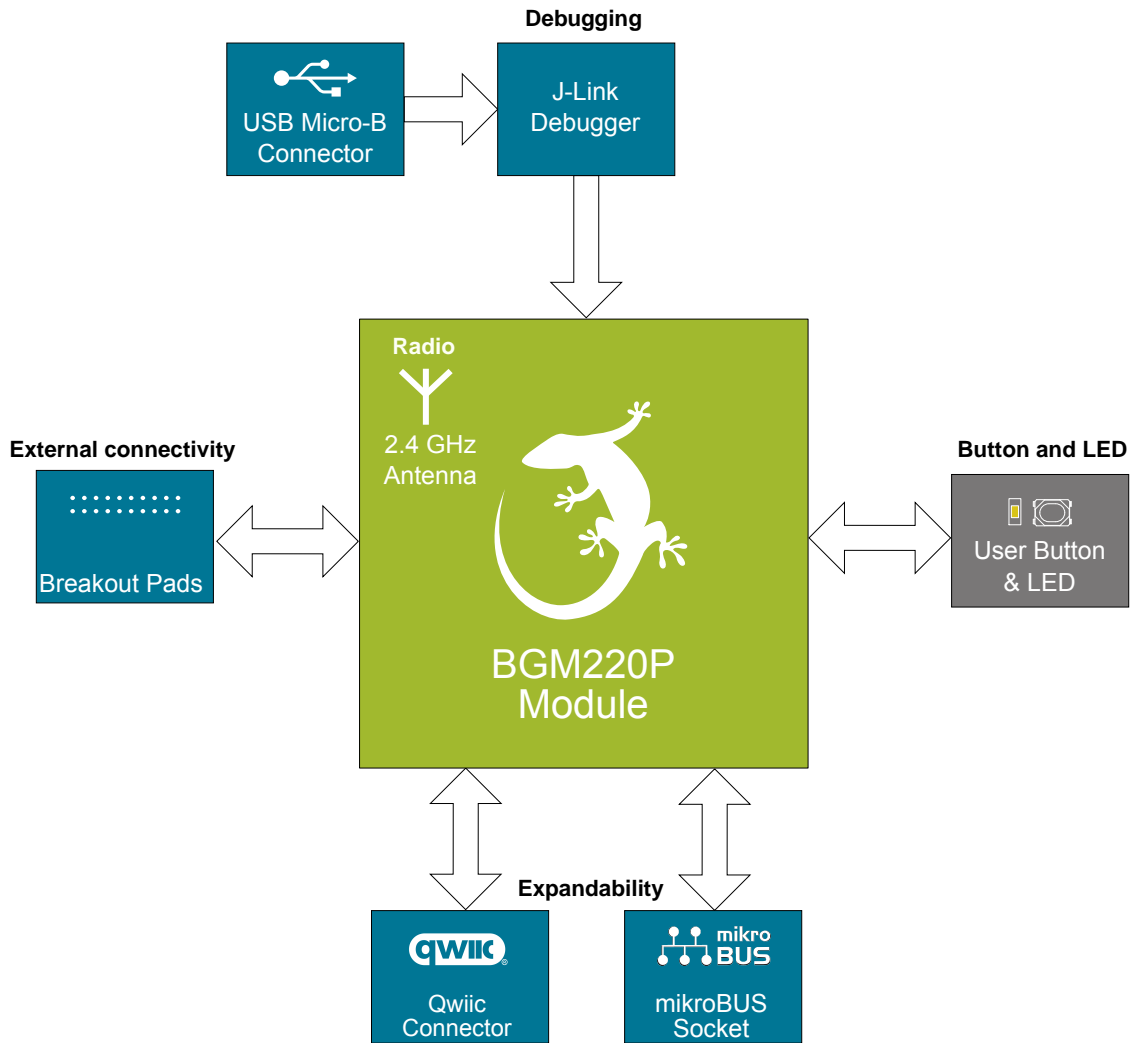 Debugging
USB Micro-B
Connector
J-Link
Debugger
Radio
2.4 GHz
Antenna
External connectivity
Breakout Pads
Button and LED
User Button
& LED
BGM220P
Module
Expandability
qwiic®
Qwiic
Connector
mikro
BUS
mikroBUS
Socket